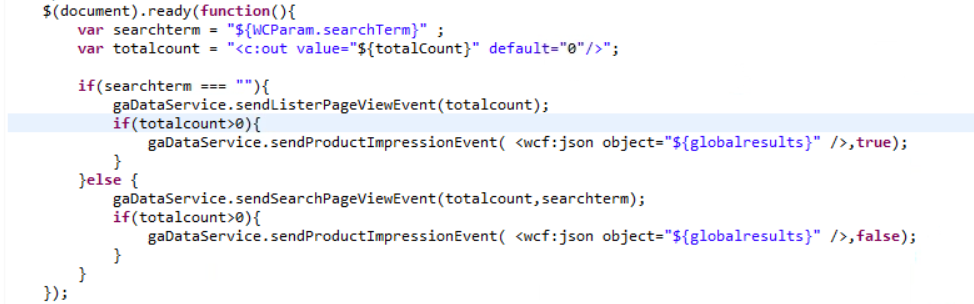 $(document).ready(function(){
    var searchterm = "${WCParam.searchTerm}" ;
    var totalcount = "<c:out value="${totalCount}" default="0"/>";

    if(searchterm === ""){
        gaDataService.sendListerPageViewEvent(totalcount);
        if(totalcount>0){
            gaDataService.sendProductImpressionEvent( <wcf:json object="${globalresults}" />,true);
        }
    }else {
        gaDataService.sendSearchPageViewEvent(totalcount,searchterm);
        if(totalcount>0){
            gaDataService.sendProductImpressionEvent( <wcf:json object="${globalresults}" />,false);
        }
    }
});